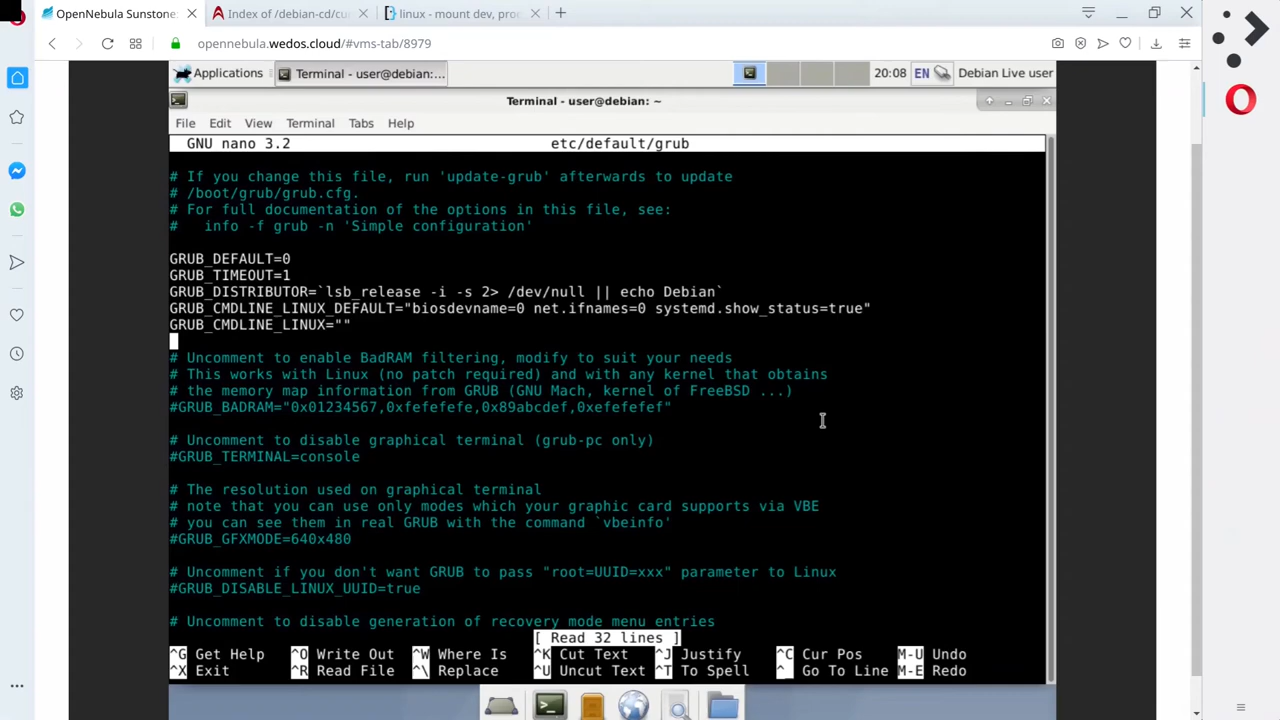 OpenNebula Sunstone:
Index of /debian-cd/cu
linux - mount dev, proc
opennebula.wedos.cloud/#vms-tab/8979
Applications
Terminal - user@debian:...
20:08
EN
Debian Live user
Terminal - user@debian: ~
File Edit View Terminal Tabs Help
GNU nano 3.2 etc/default/grub
# If you change this file, run 'update-grub' afterwards to update
# /boot/grub/grub.cfg.
# For full documentation of the options in this file, see:
#   info -f grub -n 'Simple configuration'
GRUB_DEFAULT=0
GRUB_TIMEOUT=1
GRUB_DISTRIBUTOR=`lsb_release -i -s 2> /dev/null || echo Debian`
GRUB_CMDLINE_LINUX_DEFAULT="biosdevname=0 net.ifnames=0 systemd.show_status=true"
GRUB_CMDLINE_LINUX=""
# Uncomment to enable BadRAM filtering, modify to suit your needs
# This works with Linux (no patch required) and with any kernel that obtains
# the memory map information from GRUB (GNU Mach, kernel of FreeBSD ...)
#GRUB_BADRAM="0x01234567,0xfefefefe,0x89abcdef,0xefefefef"
# Uncomment to disable graphical terminal (grub-pc only)
#GRUB_TERMINAL=console
# The resolution used on graphical terminal
# note that you can use only modes which your graphic card supports via VBE
# you can see them in real GRUB with the command `vbeinfo'
#GRUB_GFXMODE=640x480
# Uncomment if you don't want GRUB to pass "root=UUID=xxx" parameter to Linux
#GRUB_DISABLE_LINUX_UUID=true
# Uncomment to disable generation of recovery mode menu entries
[ Read 32 lines ]
^G Get Help ^O Write Out ^W Where Is ^K Cut Text ^J Justify ^C Cur Pos M-U Undo
^X Exit ^R Read File ^\ Replace ^U Uncut Text ^T To Spell ^_ Go To Line M-E Redo